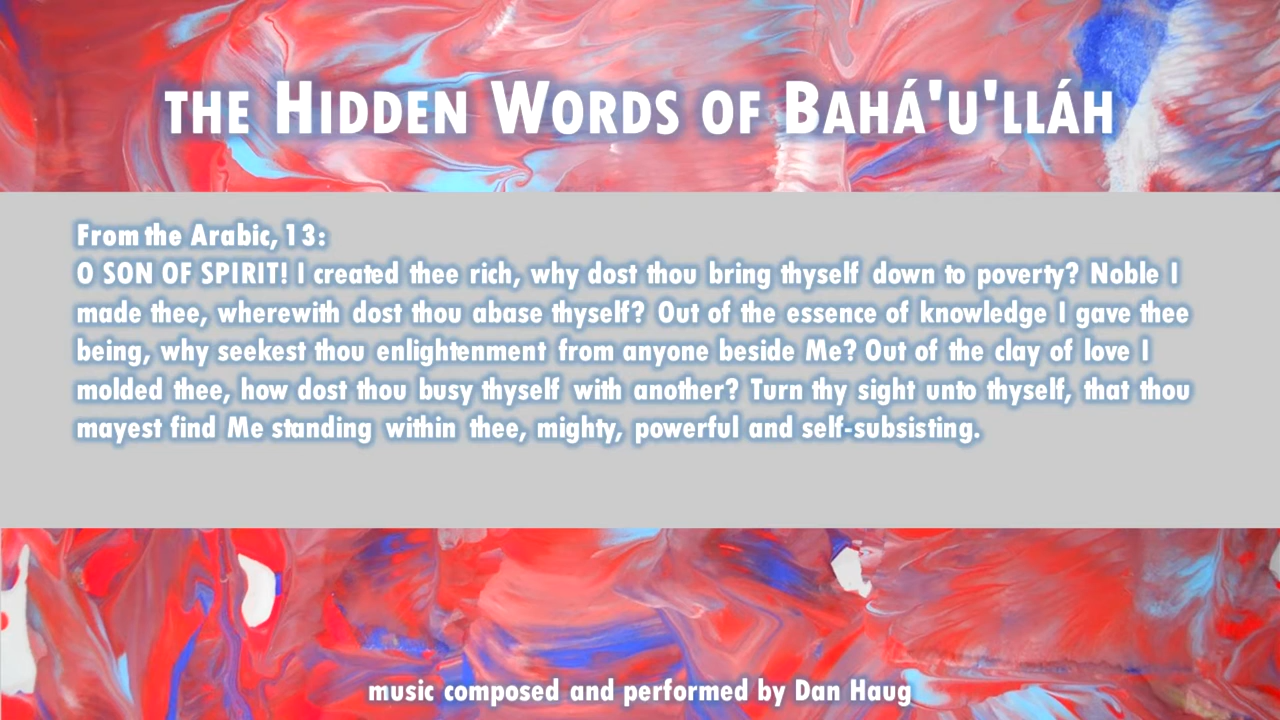 THE HIDDEN WORDS OF BAHÁ'U'LLÁH
From the Arabic, 13:
O SON OF SPIRIT! I created thee rich, why dost thou bring thyself down to poverty? Noble I
made thee, wherewith dost thou abase thyself? Out of the essence of knowledge I gave thee
being, why seekest thou enlightenment from anyone beside Me? Out of the clay of love I
molded thee, how dost thou busy thyself with another? Turn thy sight unto thyself, that thou
mayest find Me standing within thee, mighty, powerful and self-subsisting.
music composed and performed by Dan Haug